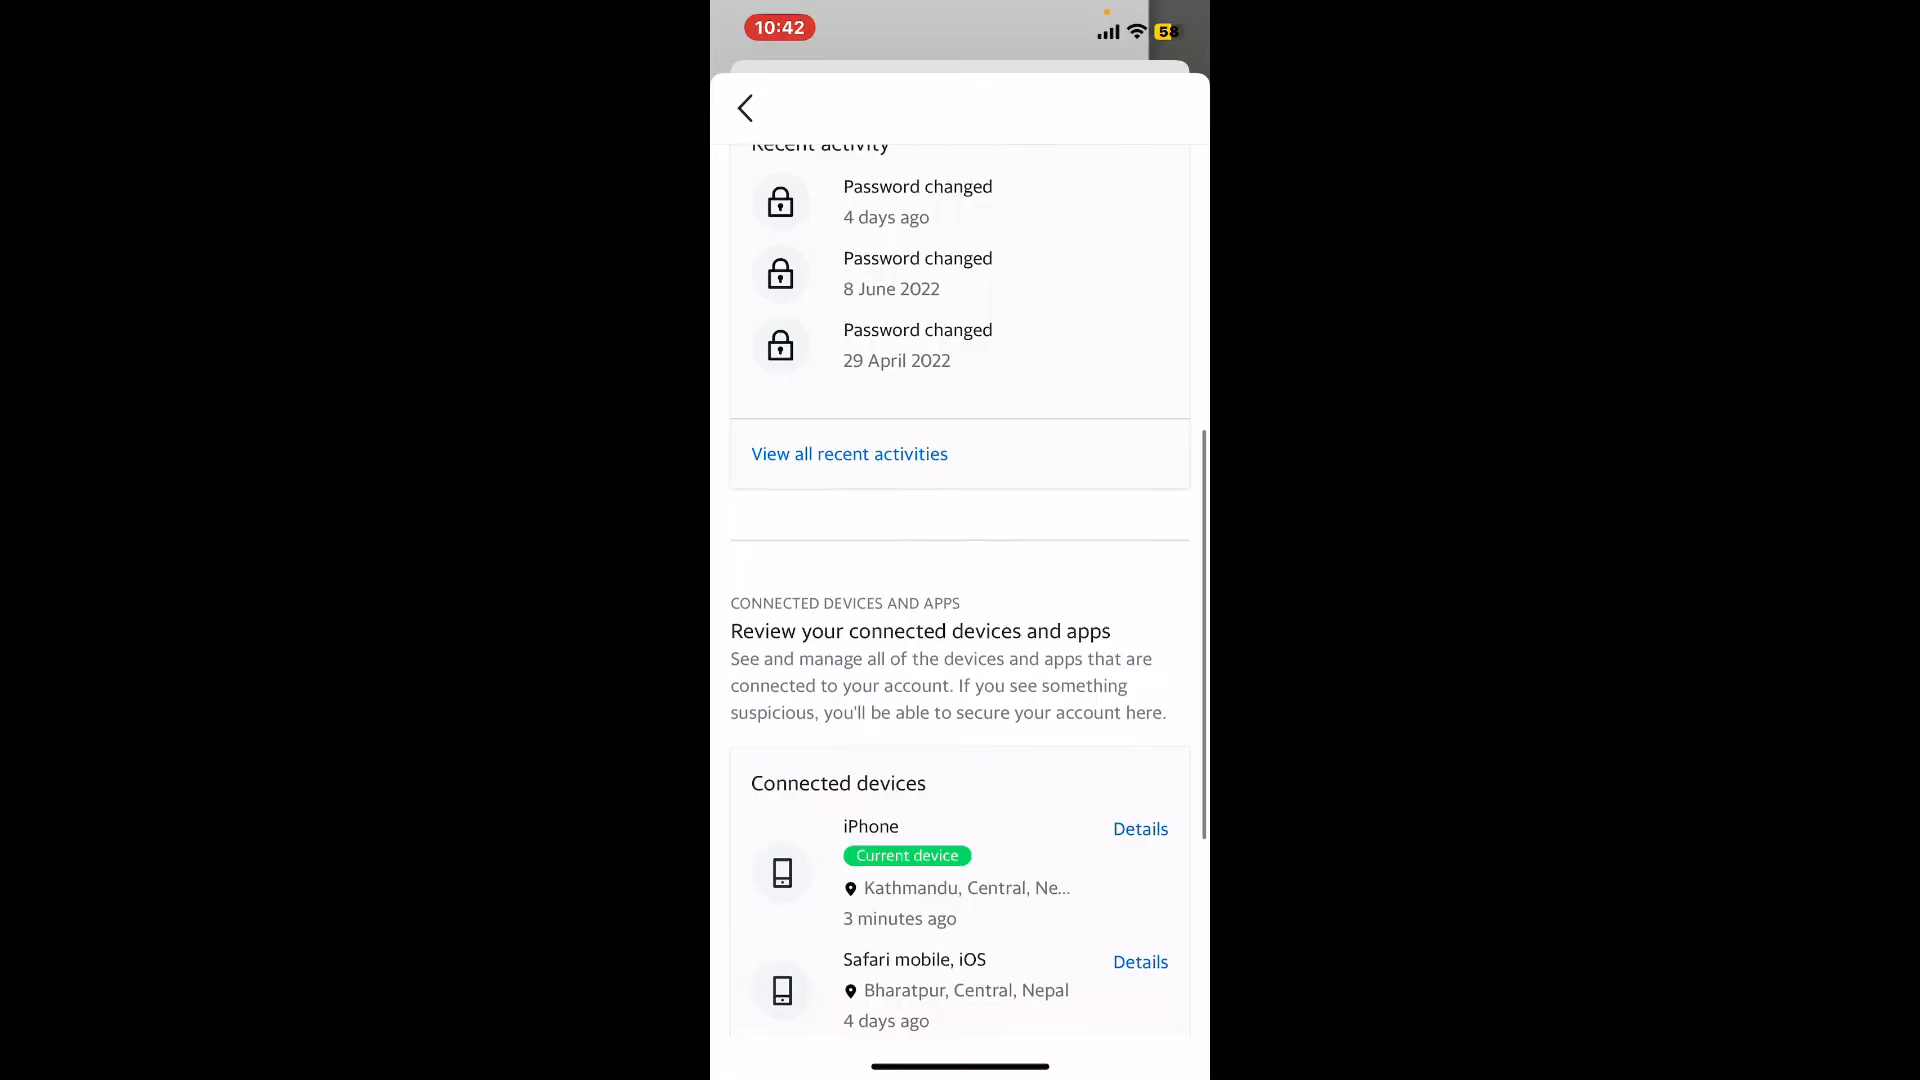 10:42
58
Recent activity
Password changed
4 days ago
Password changed
8 June 2022
Password changed
29 April 2022
View all recent activities
CONNECTED DEVICES AND APPS
Review your connected devices and apps
See and manage all of the devices and apps that are
connected to your account. If you see something
suspicious, you'll be able to secure your account here.
Connected devices
iPhone
Details
Current device
Kathmandu, Central, Ne...
3 minutes ago
Safari mobile, iOS
Details
Bharatpur, Central, Nepal
4 days ago